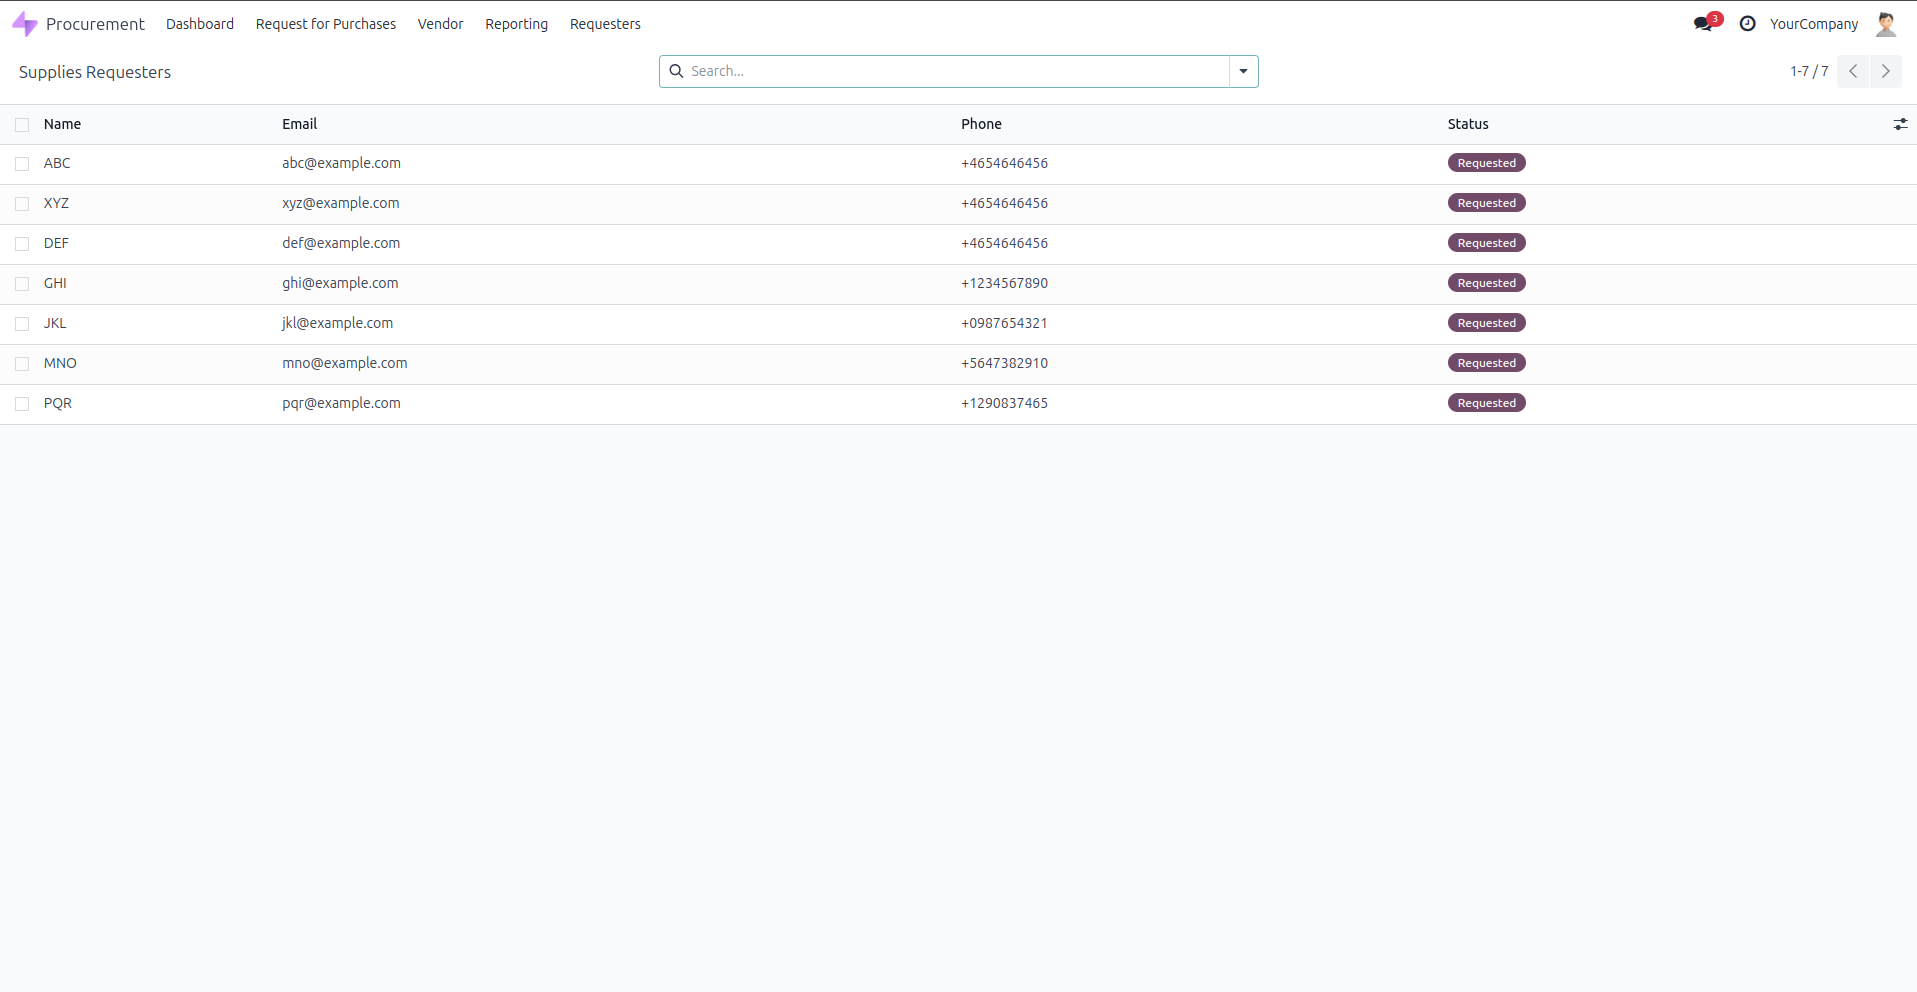 Procurement Dashboard Request for Purchases Vendor Reporting Requesters 3 YourCompany
Supplies Requesters Search... 1-7 / 7
Name Email Phone Status
ABC abc@example.com +4654646456 Requested
XYZ xyz@example.com +4654646456 Requested
DEF def@example.com +4654646456 Requested
GHI ghi@example.com +1234567890 Requested
JKL jkl@example.com +0987654321 Requested
MNO mno@example.com +5647382910 Requested
PQR pqr@example.com +1290837465 Requested